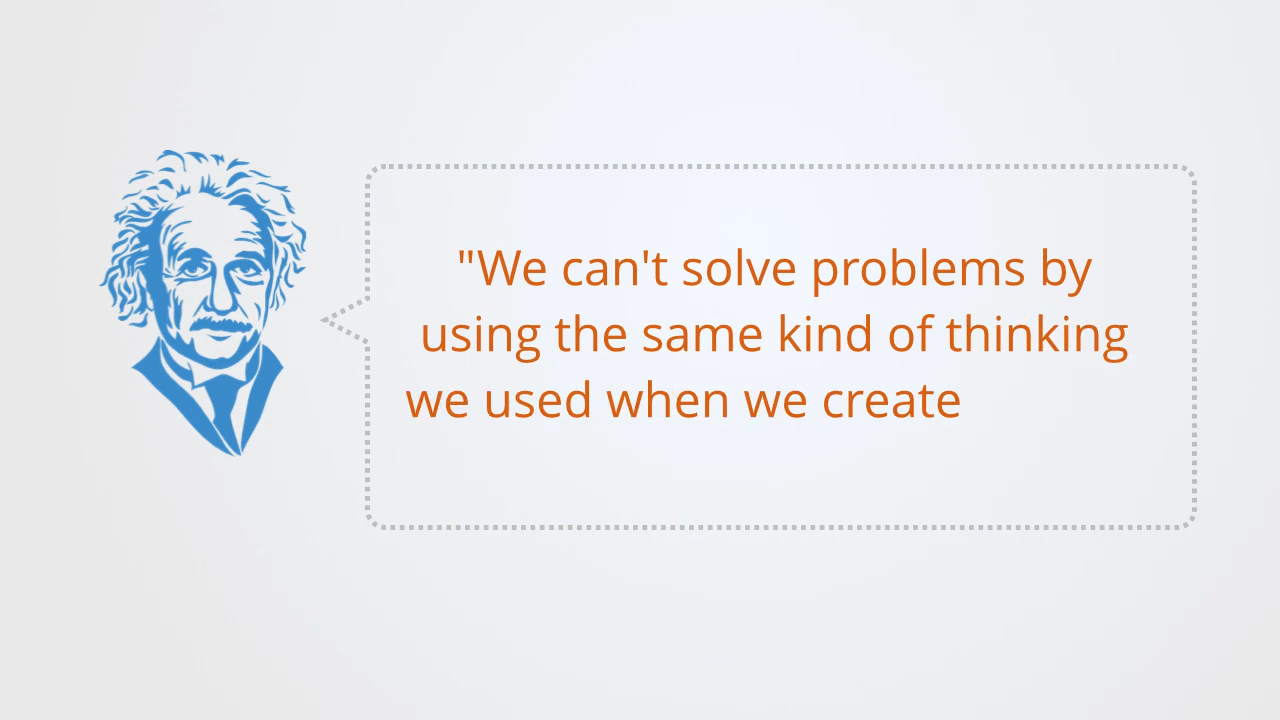 "We can't solve problems by
using the same kind of thinking
we used when we create